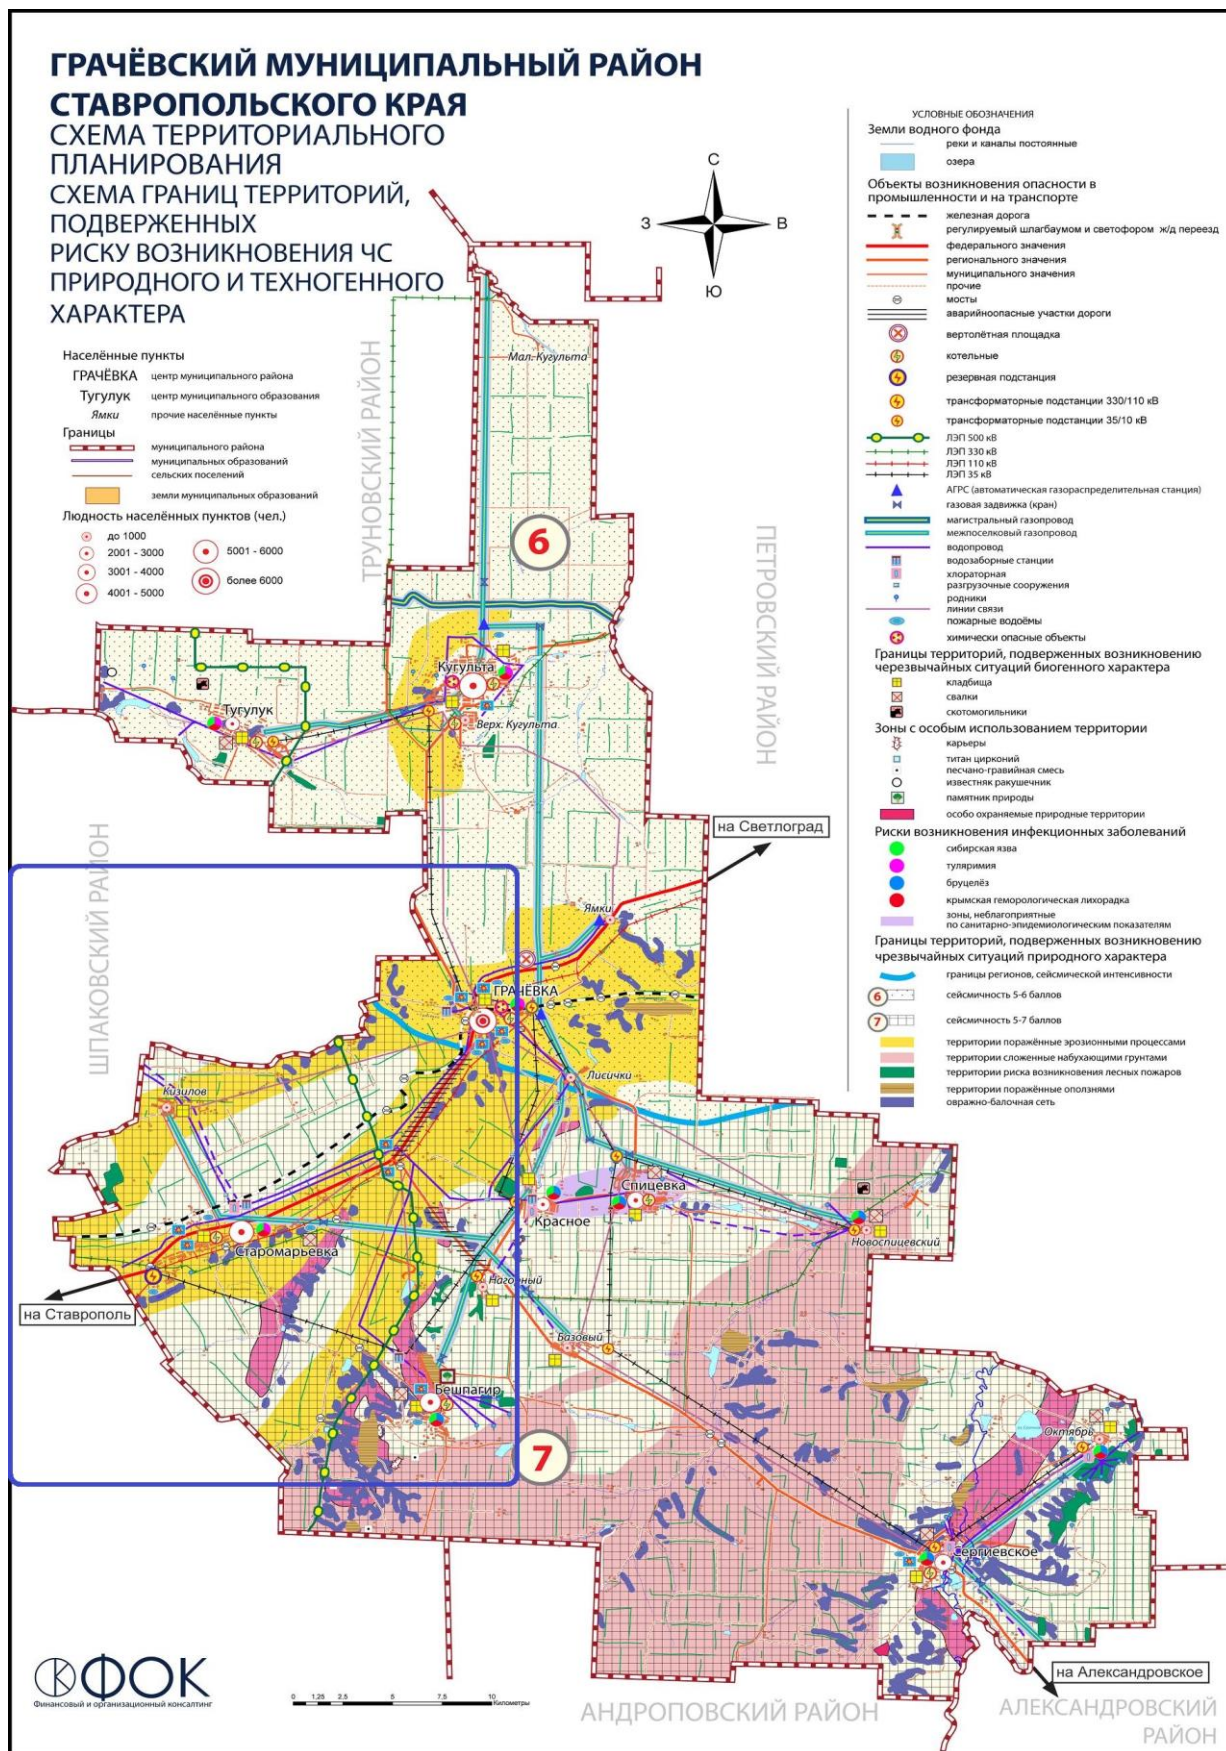 ГРАЧЁВСКИЙ МУНИЦИПАЛЬНЫЙ РАЙОН
СТАВРОПОЛЬСКОГО КРАЯ
СХЕМА ТЕРРИТОРИАЛЬНОГО
ПЛАНИРОВАНИЯ
СХЕМА ГРАНИЦ ТЕРРИТОРИЙ,
ПОДВЕРЖЕННЫХ
РИСКУ ВОЗНИКНОВЕНИЯ ЧС
ПРИРОДНОГО И ТЕХНОГЕННОГО
ХАРАКТЕРА
Населённые пункты
ГРАЧЁВКА центр муниципального района
Тугулук центр муниципального образования
Ямки прочие населённые пункты
Границы
муниципального района
муниципальных образований
сельских поселений
земли муниципальных образований
Людность населённых пунктов (чел.)
до 1000
2001 - 3000
3001 - 4000
4001 - 5000
5001 - 6000
более 6000
С
З
В
Ю
УСЛОВНЫЕ ОБОЗНАЧЕНИЯ
Земли водного фонда
реки и каналы постоянные
озера
Объекты возникновения опасности в
промышленности и на транспорте
железная дорога
регулируемый шлагбаумом и светофором ж/д переезд
федерального значения
регионального значения
муниципального значения
прочие
мосты
аварийноопасные участки дороги
вертолётная площадка
котельные
резервная подстанция
трансформаторные подстанции 330/110 кВ
трансформаторные подстанции 35/10 кВ
ЛЭП 500 кВ
ЛЭП 330 кВ
ЛЭП 110 кВ
ЛЭП 35 кВ
АГРС (автоматическая газораспределительная станция)
газовая задвижка (кран)
магистральный газопровод
межпоселковый газопровод
водопровод
водозаборные станции
хлораторная
разгрузочные сооружения
родники
линии связи
пожарные водоёмы
химически опасные объекты
Границы территорий, подверженных возникновению
черезвычайных ситуаций биогенного характера
кладбища
свалки
скотомогильники
Зоны с особым использованием территории
карьеры
титан цирконий
песчано-гравийная смесь
известняк ракушечник
памятник природы
особо охраняемые природные территории
Риски возникновения инфекционных заболеваний
сибирская язва
туляримия
бруцелёз
крымская геморологическая лихорадка
зоны, неблагоприятные
по санитарно-эпидемиологическим показателям
Границы территорий, подверженных возникновению
чрезвычайных ситуаций природного характера
границы регионов, сейсмической интенсивности
6 сейсмичность 5-6 баллов
7 сейсмичность 5-7 баллов
территории поражённые эрозионными процессами
территории сложенные набухающими грунтами
территории риска возникновения лесных пожаров
территории поражённые оползнями
овражно-балочная сеть
ТРУНОВСКИЙ РАЙОН
ПЕТРОВСКИЙ РАЙОН
ШПАКОВСКИЙ РАЙОН
Мал. Кугульта
6
Кугульта
Тугулук
Верх. Кугульта
на Светлоград
Ямки
ГРАЧЁВКА
Лисички
Кизилов
Спицевка
Красное
Старомарьевка
Новоспицевский
Нагорный
на Ставрополь
Базовый
Бешпагир
7
Октябрь
Сергиевское
на Александровское
АНДРОПОВСКИЙ РАЙОН
АЛЕКСАНДРОВСКИЙ
РАЙОН
ФОК
Финансовый и организационный консалтинг
0 1,25 2,5 5 7,5 10
Километры